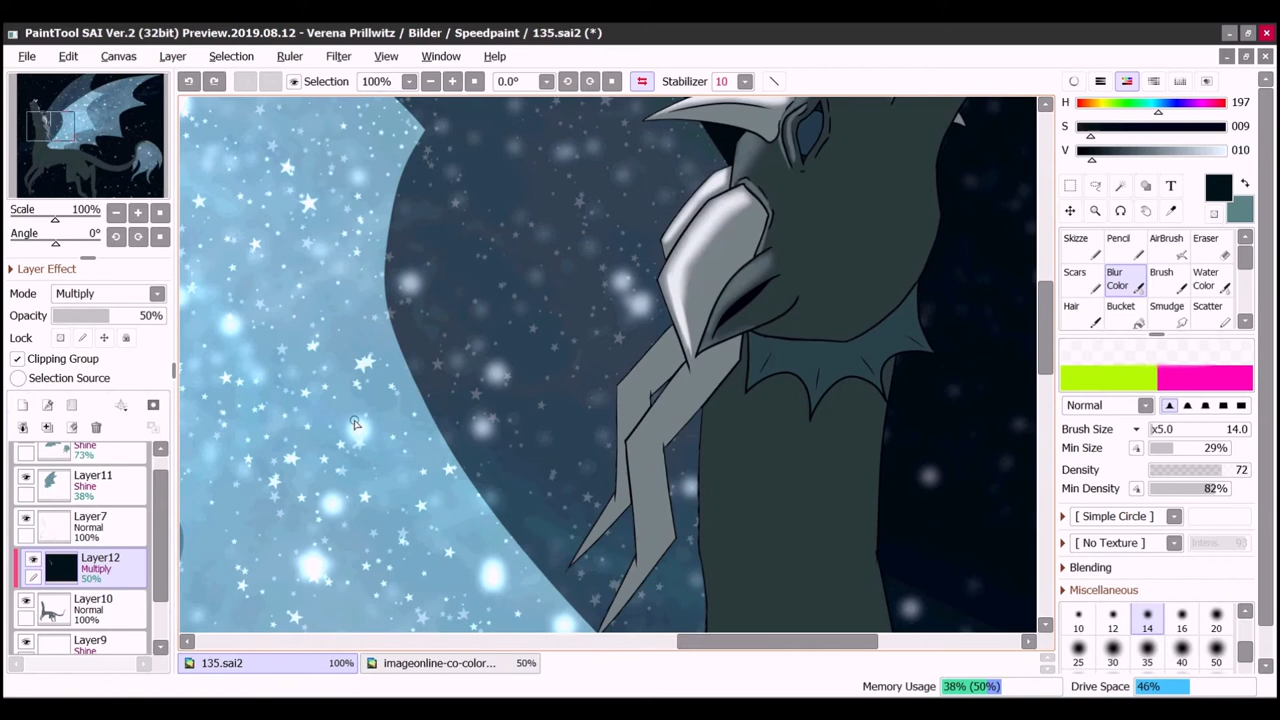 PaintTool SAI Ver.2 (32bit) Preview.2019.08.12 - Verena Prillwitz / Bilder / Speedpaint / 135.sai2 (*)
File Edit Canvas Layer Selection Ruler Filter View Window Help
Selection 100% 0.0° Stabilizer 10
Scale 100%
Angle 0°
Layer Effect
Mode Multiply
Opacity 50%
Lock
Clipping Group
Selection Source
Shine
73%
Layer11
Shine
38%
Layer7
Normal
100%
Layer12
Multiply
50%
Layer10
Normal
100%
Layer9
Shine
135.sai2 100% imageonline-co-color... 50%
H 197
S 009
V 010
T
Skizze Pencil AirBrush Eraser
Scars Blur Color Brush Water Color
Hair Bucket Smudge Scatter
Normal
Brush Size x5.0 14.0
Min Size 29%
Density 72
Min Density 82%
[ Simple Circle ]
[ No Texture ] Intens. 93
Blending
Miscellaneous
10 12 14 16 20
25 30 35 40 50
Memory Usage 38% (50%) Drive Space 46%